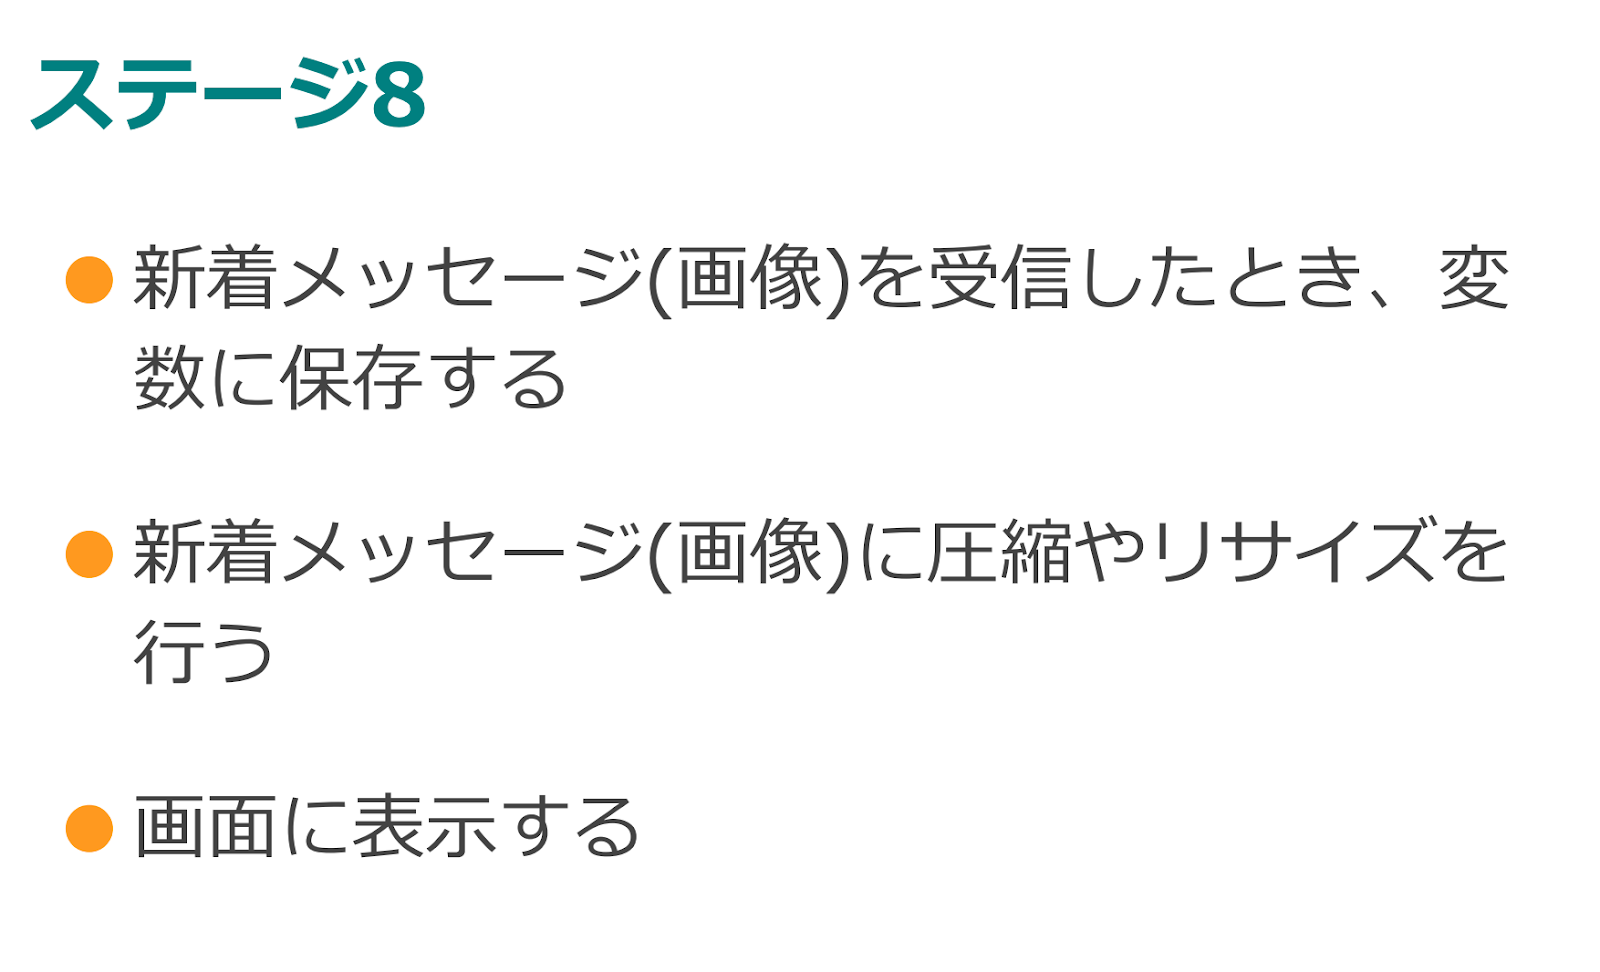 ステージ8
新着メッセージ(画像)を受信したとき、変
数に保存する
新着メッセージ(画像)に圧縮やリサイズを
行う
画面に表示する